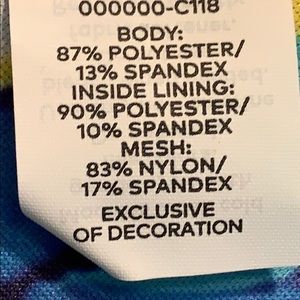 000000-C118
BODY:
87% POLYESTER/
13% SPANDEX
INSIDE LINING:
90% POLYESTER/
10% SPANDEX
MESH:
83% NYLON/
17% SPANDEX
EXCLUSIVE
OF DECORATION